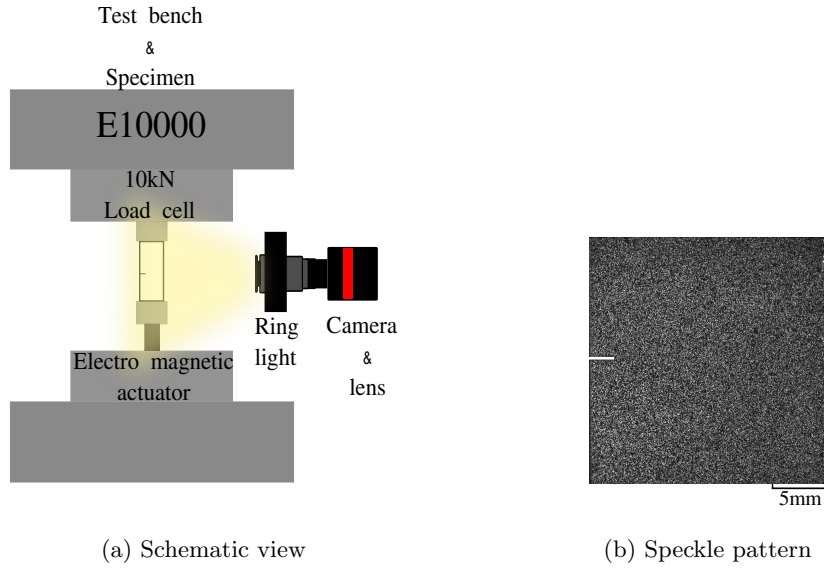 Test bench
&
Specimen
E10000
10kN
Load cell
Ring
light
Camera
&
lens
Electro magnetic
actuator
5mm
(a) Schematic view
(b) Speckle pattern